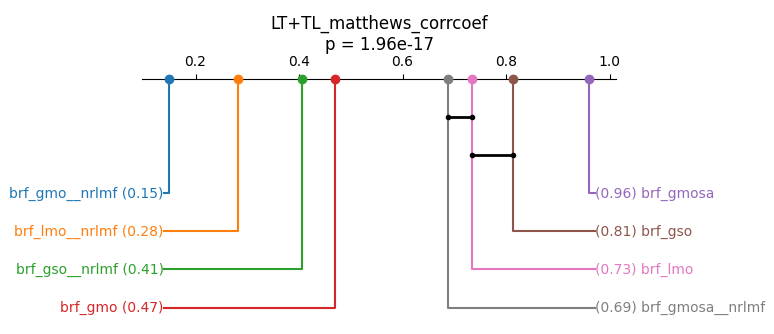 LT+TL_matthews_corrcoef
p = 1.96e-17
0.2 0.4 0.6 0.8 1.0
brf_gmo__nrlmf (0.15) (0.96) brf_gmosa
brf_lmo__nrlmf (0.28) (0.81) brf_gso
brf_gso__nrlmf (0.41) (0.73) brf_lmo
brf_gmo (0.47) (0.69) brf_gmosa__nrlmf